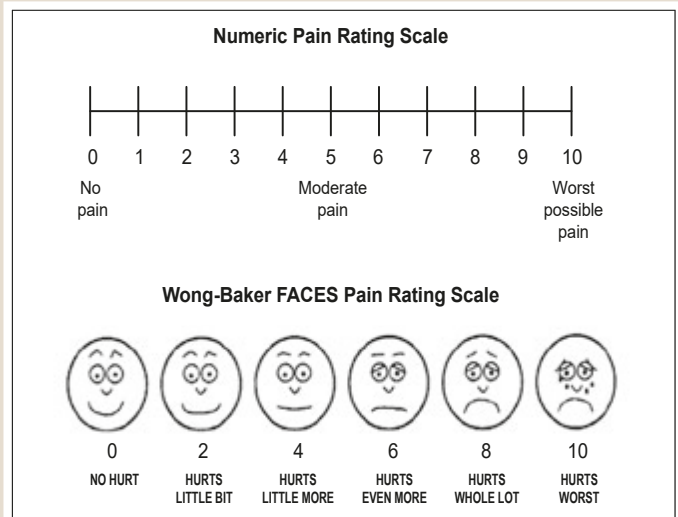 Numeric Pain Rating Scale
0 1 2 3 4 5 6 7 8 9 10
No
pain
Moderate
pain
Worst
possible
pain
Wong-Baker FACES Pain Rating Scale
0 2 4 6 8 10
NO HURT
HURTS
LITTLE BIT
HURTS
LITTLE MORE
HURTS
EVEN MORE
HURTS
WHOLE LOT
HURTS
WORST